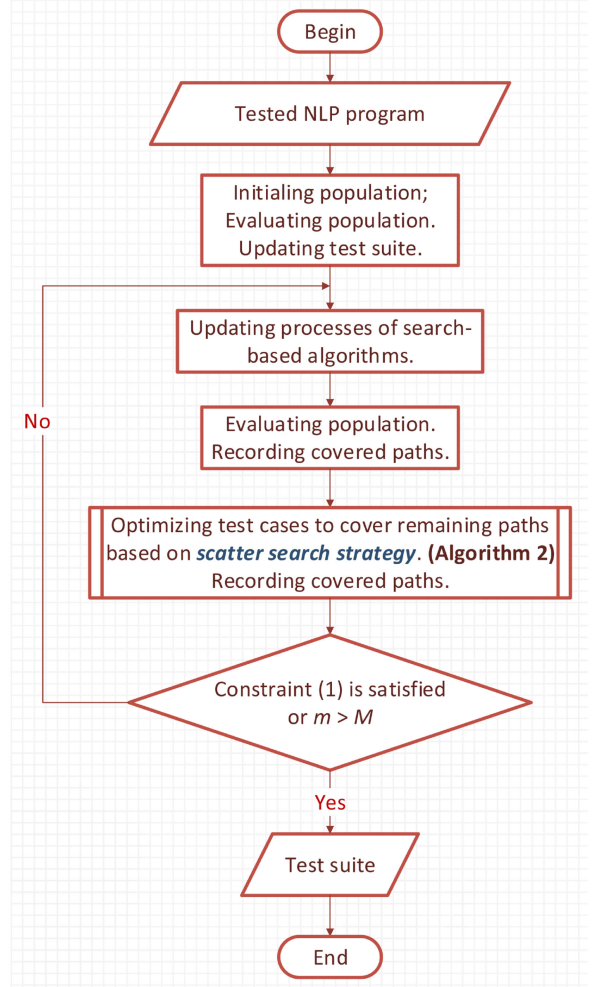 Begin
Tested NLP program
Initialing population;
Evaluating population.
Updating test suite.
Updating processes of search-
based algorithms.
No
Evaluating population.
Recording covered paths.
Optimizing test cases to cover remaining paths
based on scatter search strategy. (Algorithm 2)
Recording covered paths.
Constraint (1) is satisfied
or m > M
Yes
Test suite
End